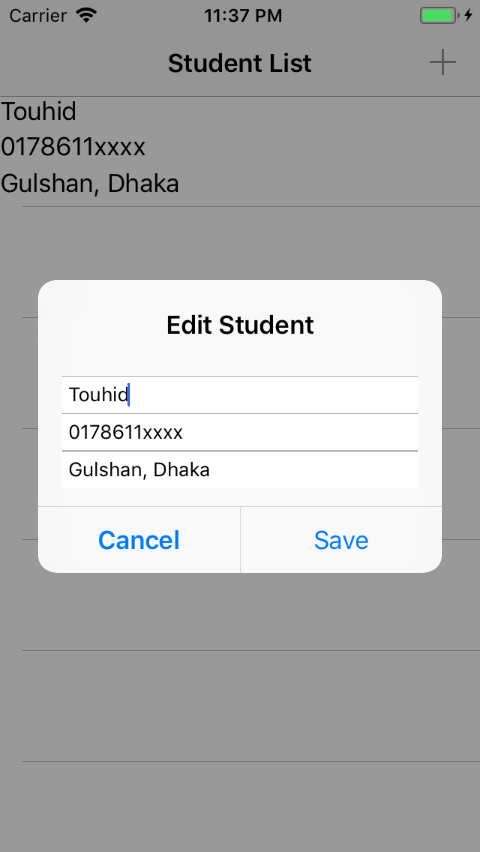 Carrier 11:37 PM
Student List
Touhid
0178611xxxx
Gulshan, Dhaka
Edit Student
Touhid
0178611xxxx
Gulshan, Dhaka
Cancel Save